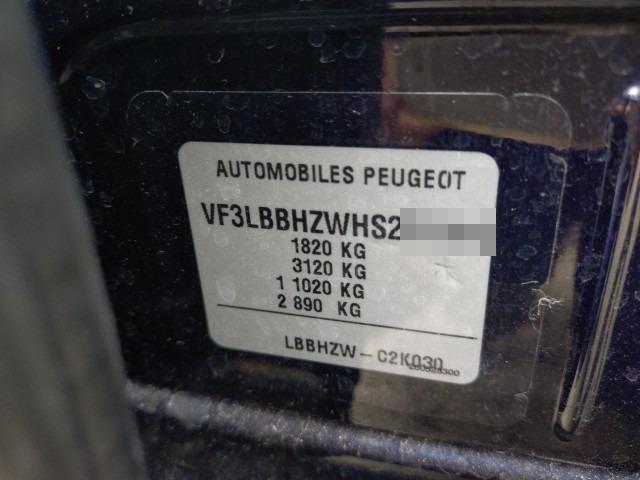 AUTOMOBILES PEUGEOT
VF3LBBHZWHS2
1820 KG
3120 KG
1 1020 KG
2 890 KG
LBBHZW-C2K030